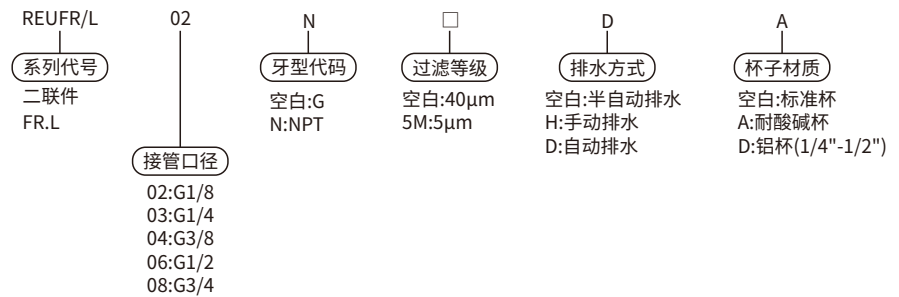 REUFR/L 02 N □ D A
系列代号 牙型代码 过滤等级 排水方式 杯子材质
二联件 空白:G 空白:40μm 空白:半自动排水 空白:标准杯
FR.L N:NPT 5M:5μm H:手动排水 A:耐酸碱杯
D:自动排水 D:铝杯(1/4"-1/2")
接管口径
02:G1/8
03:G1/4
04:G3/8
06:G1/2
08:G3/4